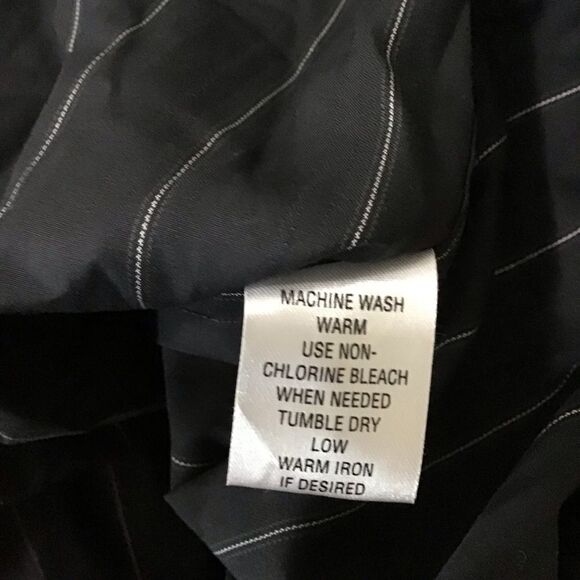 MACHINE WASH
WARM
USE NON-
CHLORINE BLEACH
WHEN NEEDED
TUMBLE DRY
LOW
WARM IRON
IF DESIRED